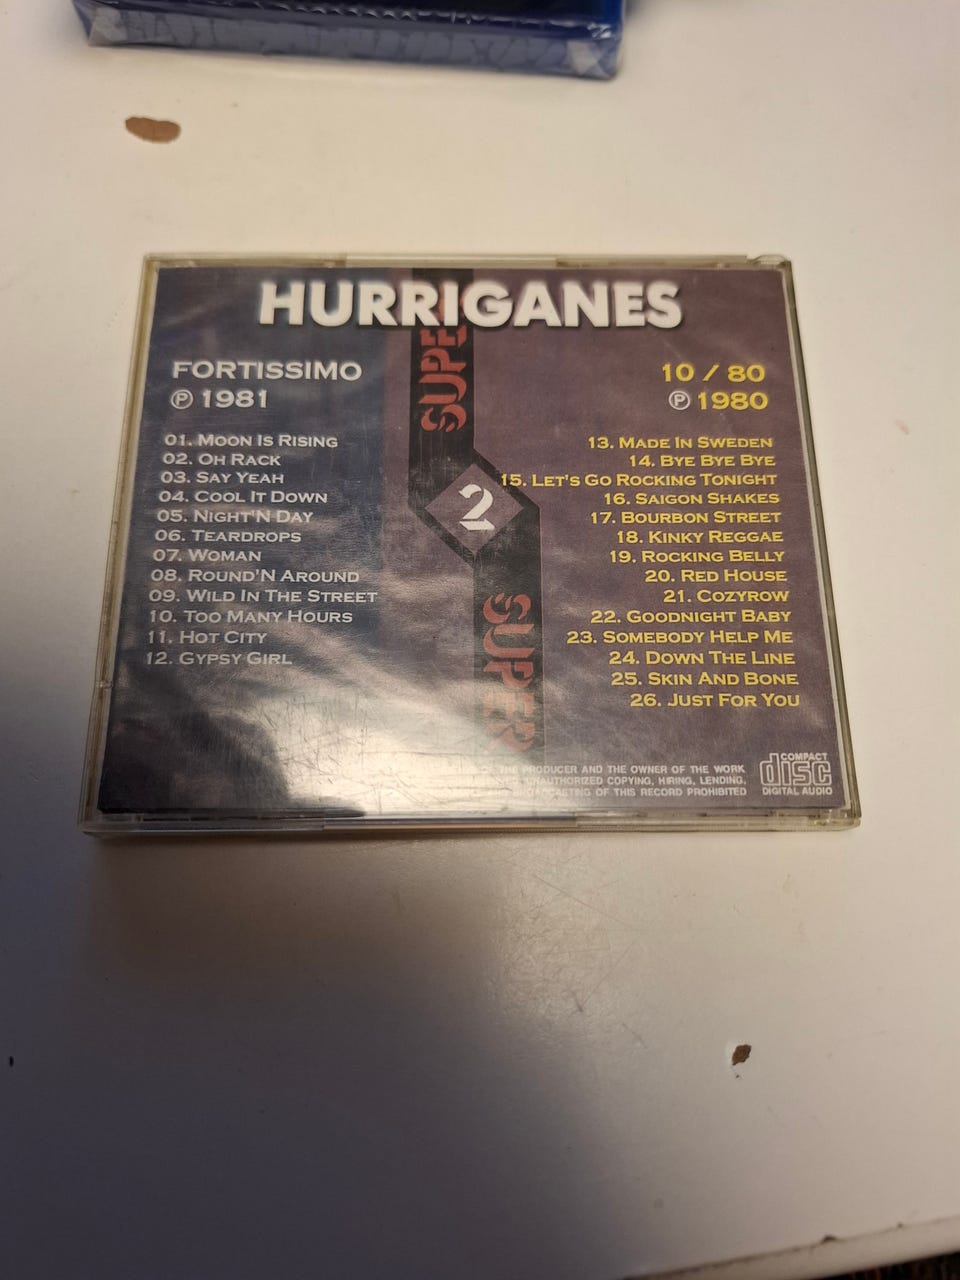 HURRIGANES
FORTISSIMO
℗ 1981
01. MOON IS RISING
02. OH RACK
03. SAY YEAH
04. COOL IT DOWN
05. NIGHT'N DAY
06. TEARDROPS
07. WOMAN
08. ROUND'N AROUND
09. WILD IN THE STREET
10. TOO MANY HOURS
11. HOT CITY
12. GYPSY GIRL
SUPER
2
SUPER
10 / 80
℗ 1980
13. MADE IN SWEDEN
14. BYE BYE BYE
15. LET'S GO ROCKING TONIGHT
16. SAIGON SHAKES
17. BOURBON STREET
18. KINKY REGGAE
19. ROCKING BELLY
20. RED HOUSE
21. COZYROW
22. GOODNIGHT BABY
23. SOMEBODY HELP ME
24. DOWN THE LINE
25. SKIN AND BONE
26. JUST FOR YOU
THE PRODUCER AND THE OWNER OF THE WORK
UNAUTHORIZED COPYING, HIRING, LENDING,
BROADCASTING OF THIS RECORD PROHIBITED
COMPACT
disc
DIGITAL AUDIO